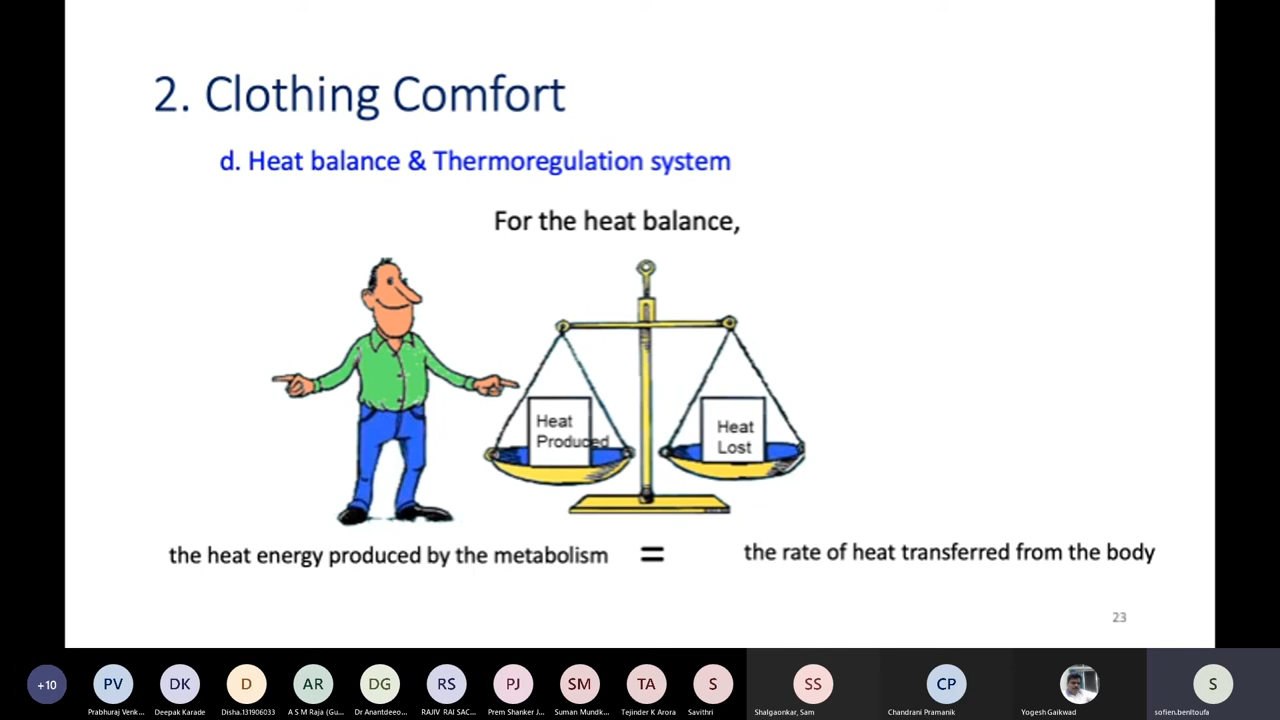 2. Clothing Comfort
d. Heat balance & Thermoregulation system
For the heat balance,
Heat
Produced
Heat
Lost
the heat energy produced by the metabolism = the rate of heat transferred from the body
23
+10
PV
DK
D
AR
DG
RS
PJ
SM
TA
S
SS
CP
S
Prabhuraj Venk...
Deepak Karade
Disha.131906033
A S M Raja (Gu...
Dr Anantdeeo...
RAJIV RAI SAC...
Prem Shanker J...
Suman Mundk...
Tejinder K Arora
Savithri
Shalgaonkar, Sam
Chandrani Pramanik
Yogesh Gaikwad
sofien.benltoufa